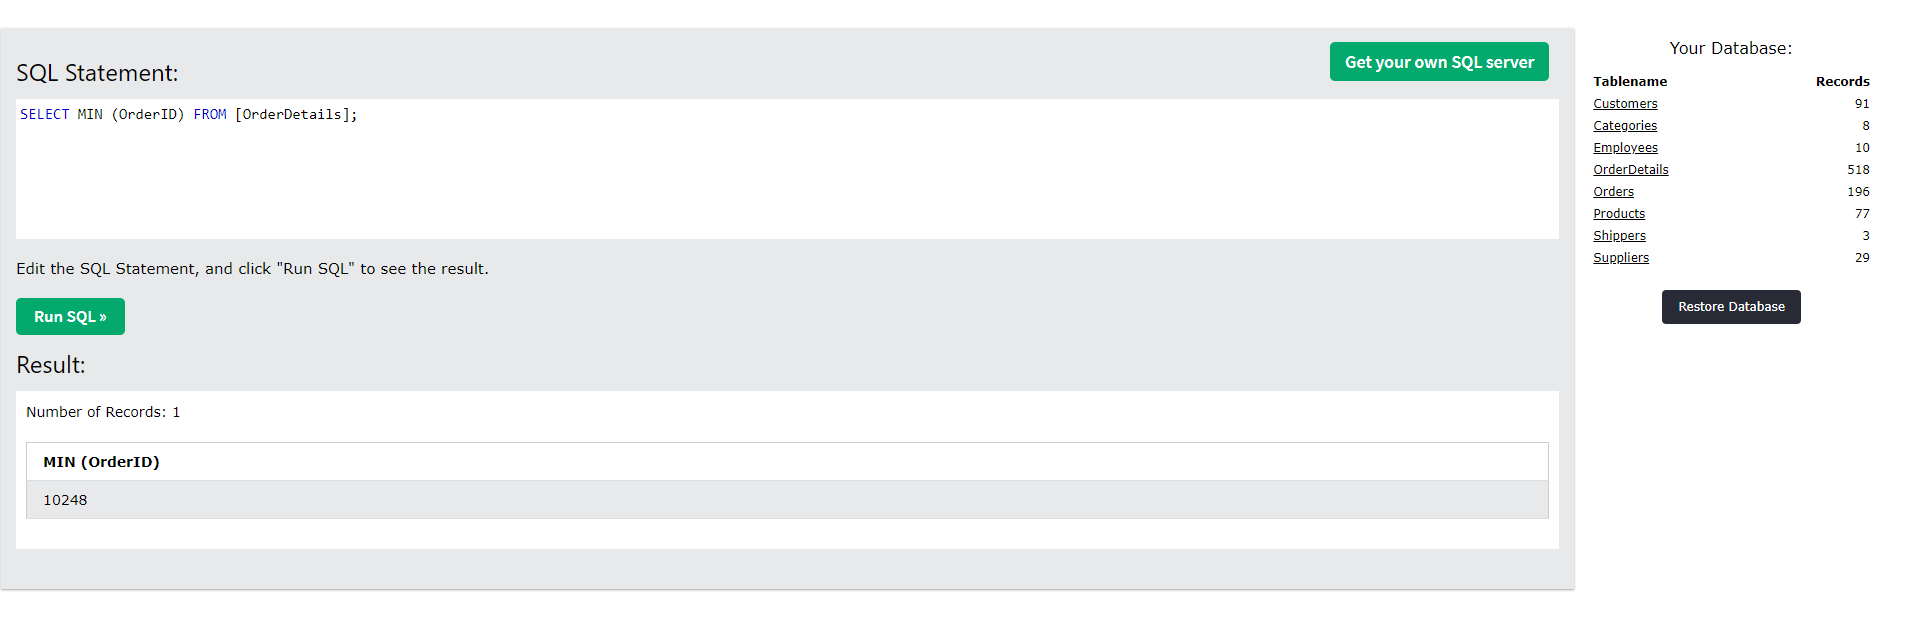 SQL Statement:
Get your own SQL server
SELECT MIN (OrderID) FROM [OrderDetails];
Edit the SQL Statement, and click "Run SQL" to see the result.
Run SQL »
Result:
Number of Records: 1
MIN (OrderID)
10248
Your Database:
Tablename Records
Customers 91
Categories 8
Employees 10
OrderDetails 518
Orders 196
Products 77
Shippers 3
Suppliers 29
Restore Database